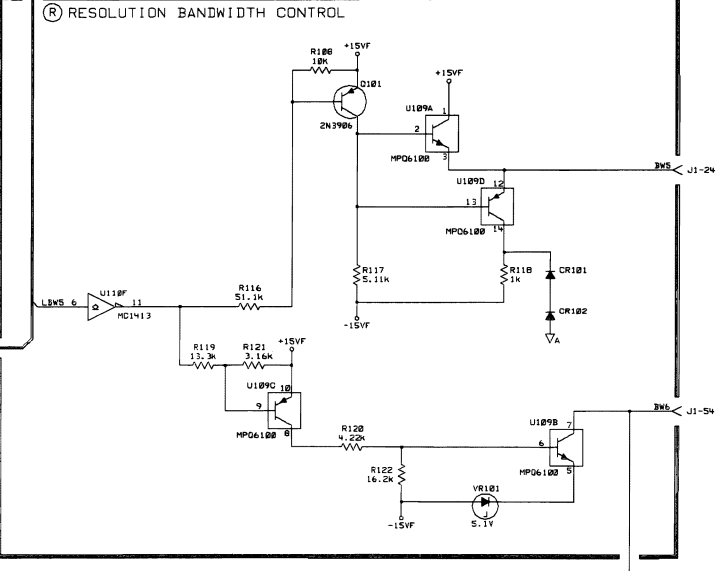 R RESOLUTION BANDWIDTH CONTROL
R108
10K
+15VF
Q101
2N3906
+15VF
U109A
1
2
3
MPQ6100
BW5
J1-24
U109D
12
13
14
MPQ6100
R117
5.11k
R118
1k
CR101
CR102
A
-15VF
LBW5 6
U110F
11
MC1413
R116
51.1k
R119
13.3k
R121
3.16k
+15VF
U109C
10
9
8
MPQ6100
R120
4.22k
R122
16.2k
-15VF
VR101
5.1V
U109B
7
6
5
MPQ6100
BW6
J1-54